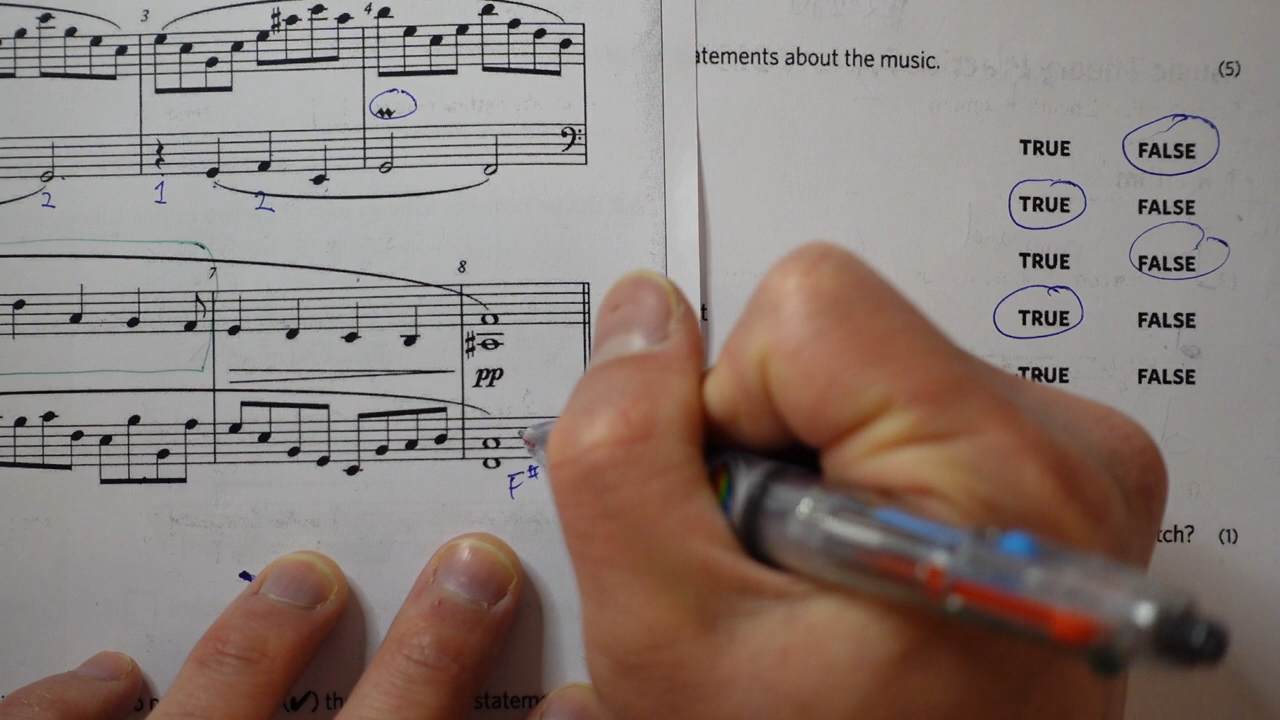 3
4
atements about the music. (5)
TRUE FALSE
TRUE FALSE
TRUE FALSE
TRUE FALSE
TRUE FALSE
2 1 2
7 8
pp
F#
t
tch? (1)
(✓) th
statem